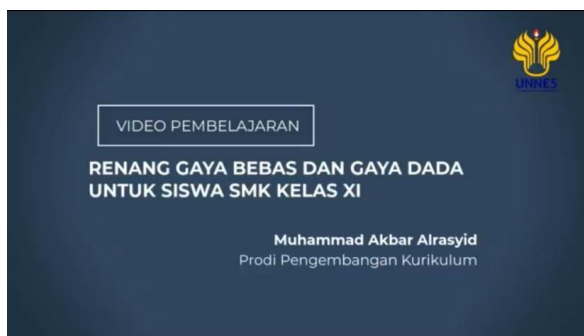 UNNES
VIDEO PEMBELAJARAN
RENANG GAYA BEBAS DAN GAYA DADA
UNTUK SISWA SMK KELAS XI
Muhammad Akbar Alrasyid
Prodi Pengembangan Kurikulum